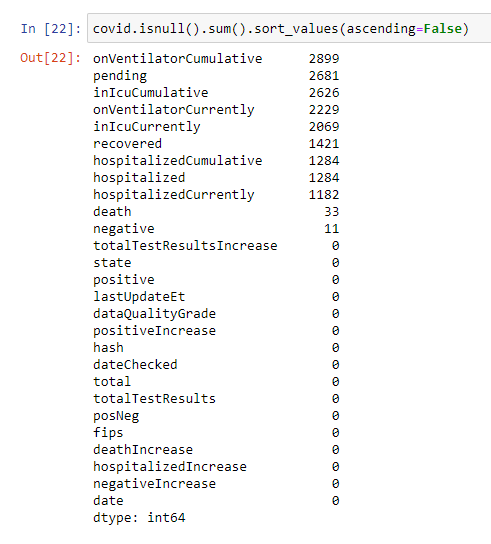 In [22]: covid.isnull().sum().sort_values(ascending=False)
Out[22]: onVentilatorCumulative 2899
pending 2681
inIcuCumulative 2626
onVentilatorCurrently 2229
inIcuCurrently 2069
recovered 1421
hospitalizedCumulative 1284
hospitalized 1284
hospitalizedCurrently 1182
death 33
negative 11
totalTestResultsIncrease 0
state 0
positive 0
lastUpdateEt 0
dataQualityGrade 0
positiveIncrease 0
hash 0
dateChecked 0
total 0
totalTestResults 0
posNeg 0
fips 0
deathIncrease 0
hospitalizedIncrease 0
negativeIncrease 0
date 0
dtype: int64